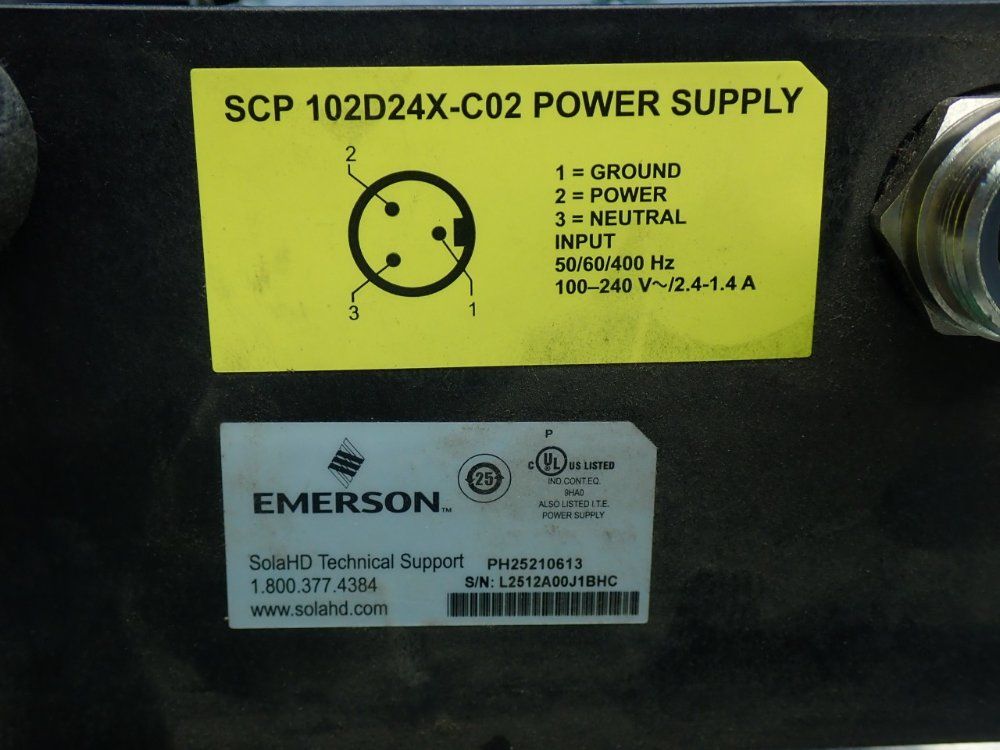 SCP 102D24X-C02 POWER SUPPLY
2
3
1
1 = GROUND
2 = POWER
3 = NEUTRAL
INPUT
50/60/400 Hz
100–240 V~/2.4-1.4 A
EMERSON™
25
P
c UL US LISTED
IND.CONT.EQ.
9HA0
ALSO LISTED I.T.E.
POWER SUPPLY
SolaHD Technical Support
1.800.377.4384
www.solahd.com
PH25210613
S/N: L2512A00J1BHC